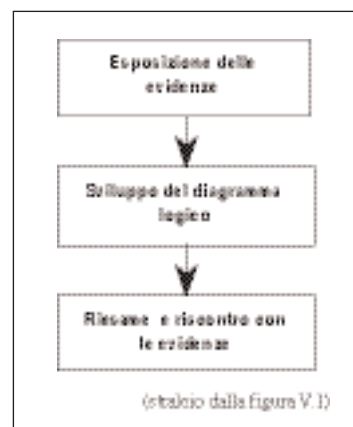 Esposizione delle
evidenze
Sviluppo del diagramma
logico
Riesame e riscontro con
le evidenze
(stralcio dalla figura V.1)